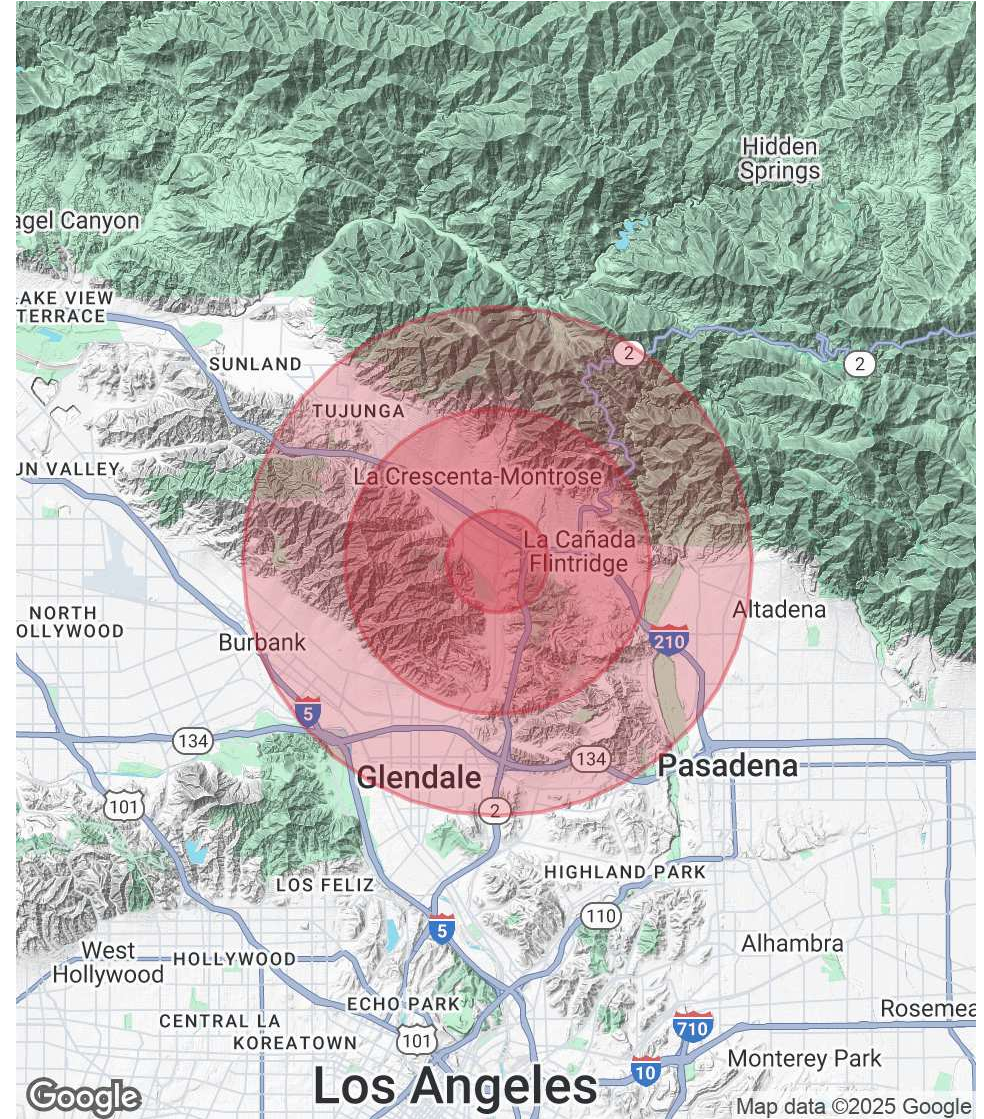 Hidden
Springs
agel Canyon
AKE VIEW
TERRACE
SUNLAND
2
2
TUJUNGA
UN VALLEY
La Crescenta-Montrose
La Cañada
Flintridge
NORTH
OLLYWOOD
Altadena
Burbank
210
5
134
134
Pasadena
Glendale
101
2
LOS FELIZ
HIGHLAND PARK
110
5
West
Hollywood
HOLLYWOOD
Alhambra
ECHO PARK
Rosemea
CENTRAL LA
KOREATOWN
101
710
Monterey Park
10
Los Angeles
Google
Map data ©2025 Google